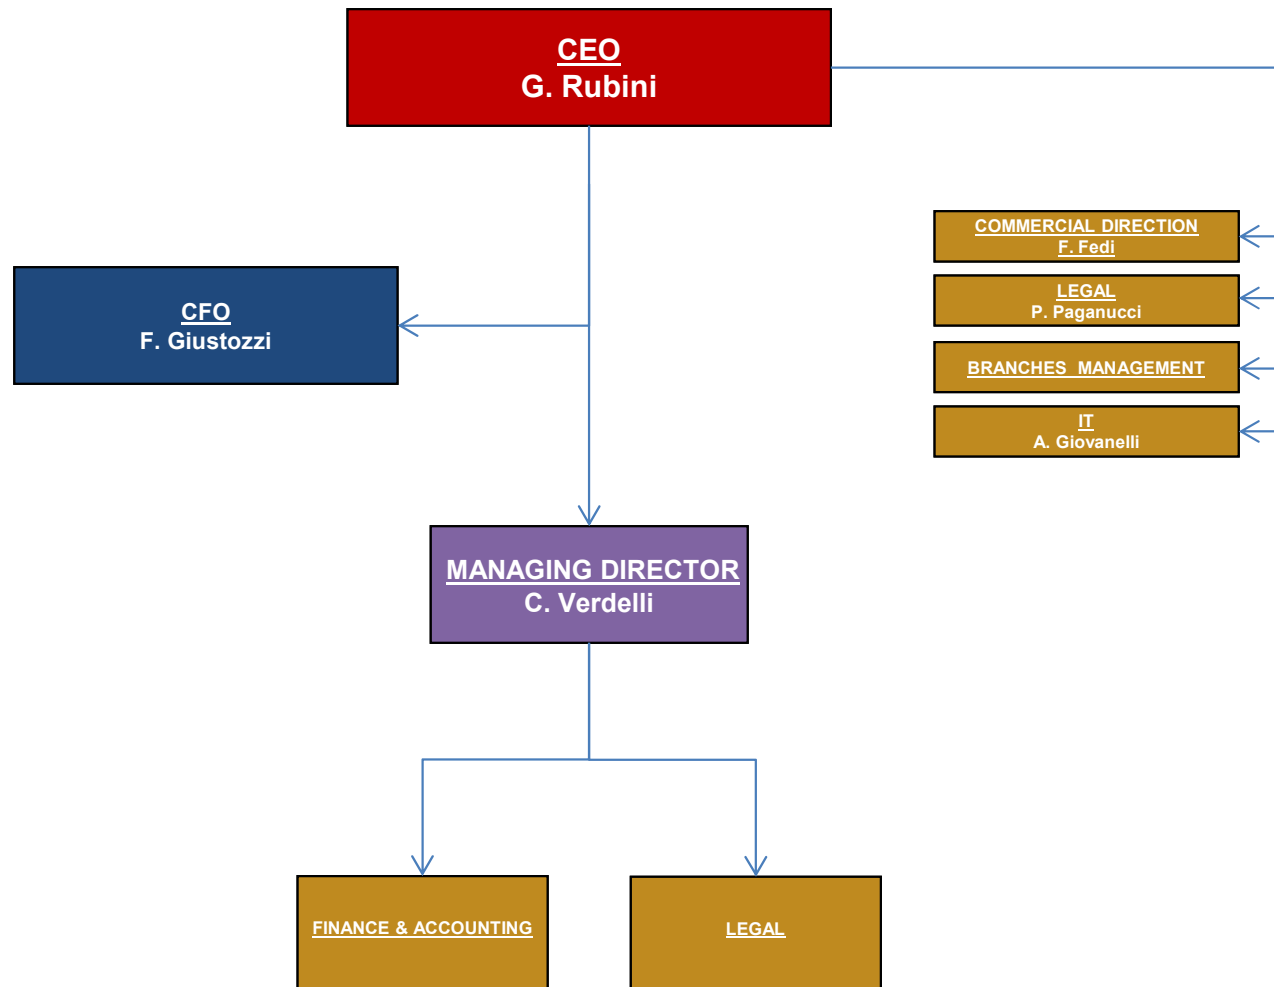 CEO
G. Rubini
COMMERCIAL DIRECTION
F. Fedi
LEGAL
P. Paganucci
BRANCHES  MANAGEMENT
IT
A. Giovanelli
CFO
F. Giustozzi
MANAGING DIRECTOR
C. Verdelli
FINANCE & ACCOUNTING
LEGAL